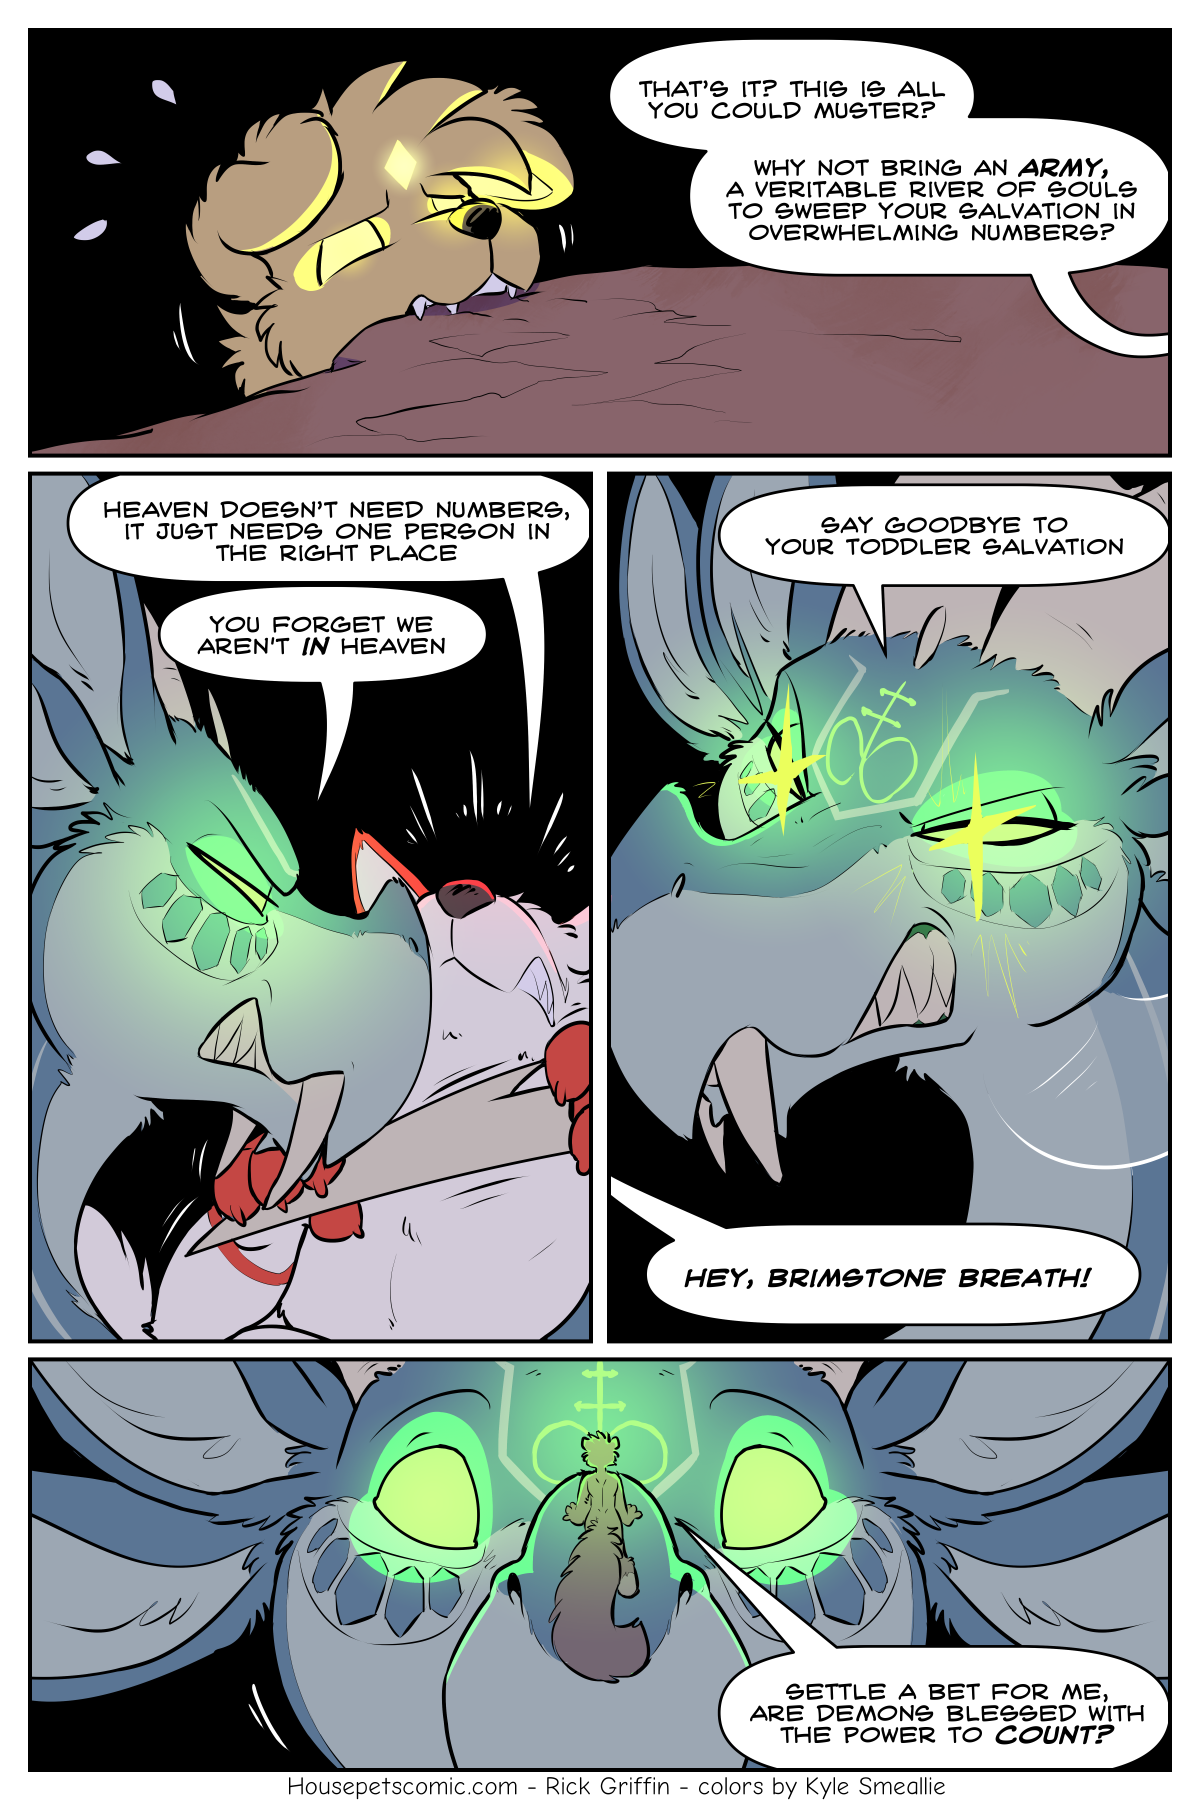 THAT'S IT? THIS IS ALL
YOU COULD MUSTER?
WHY NOT BRING AN ARMY,
A VERITABLE RIVER OF SOULS
TO SWEEP YOUR SALVATION IN
OVERWHELMING NUMBERS?
HEAVEN DOESN'T NEED NUMBERS,
IT JUST NEEDS ONE PERSON IN
THE RIGHT PLACE
YOU FORGET WE
AREN'T IN HEAVEN
SAY GOODBYE TO
YOUR TODDLER SALVATION
HEY, BRIMSTONE BREATH!
SETTLE A BET FOR ME,
ARE DEMONS BLESSED WITH
THE POWER TO COUNT?
Housepetscomic.com - Rick Griffin - colors by Kyle Smeallie